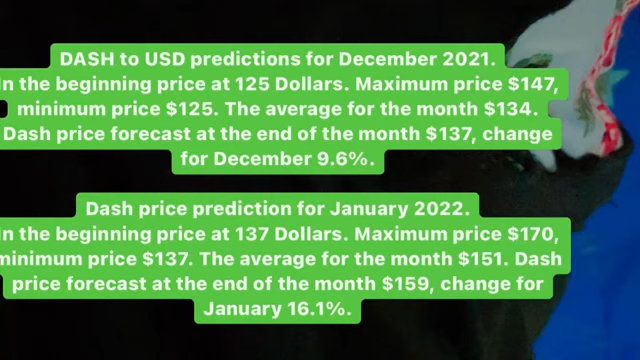 DASH to USD predictions for December 2021.
In the beginning price at 125 Dollars. Maximum price $147,
minimum price $125. The average for the month $134.
Dash price forecast at the end of the month $137, change
for December 9.6%.
Dash price prediction for January 2022.
In the beginning price at 137 Dollars. Maximum price $170,
minimum price $137. The average for the month $151. Dash
price forecast at the end of the month $159, change for
January 16.1%.